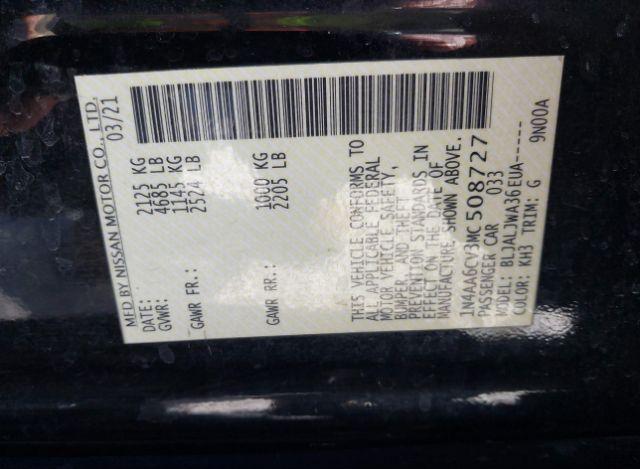 MFD BY NISSAN MOTOR CO., LTD.
DATE: 03/21
GVWR: 2125 KG
4685 LB
GAWR FR.: 1145 KG
2524 LB
GAWR RR.: 1000 KG
2205 LB
THIS VEHICLE CONFORMS TO
ALL APPLICABLE FEDERAL
MOTOR VEHICLE SAFETY,
BUMPER, AND THEFT
PREVENTION STANDARDS IN
EFFECT ON THE DATE OF
MANUFACTURE SHOWN ABOVE.
1N4AA6CV3MC508727
PASSENGER CAR 033
MODEL: BLJALJWA36EUA-----
COLOR: KH3 TRIM: G 9N00A